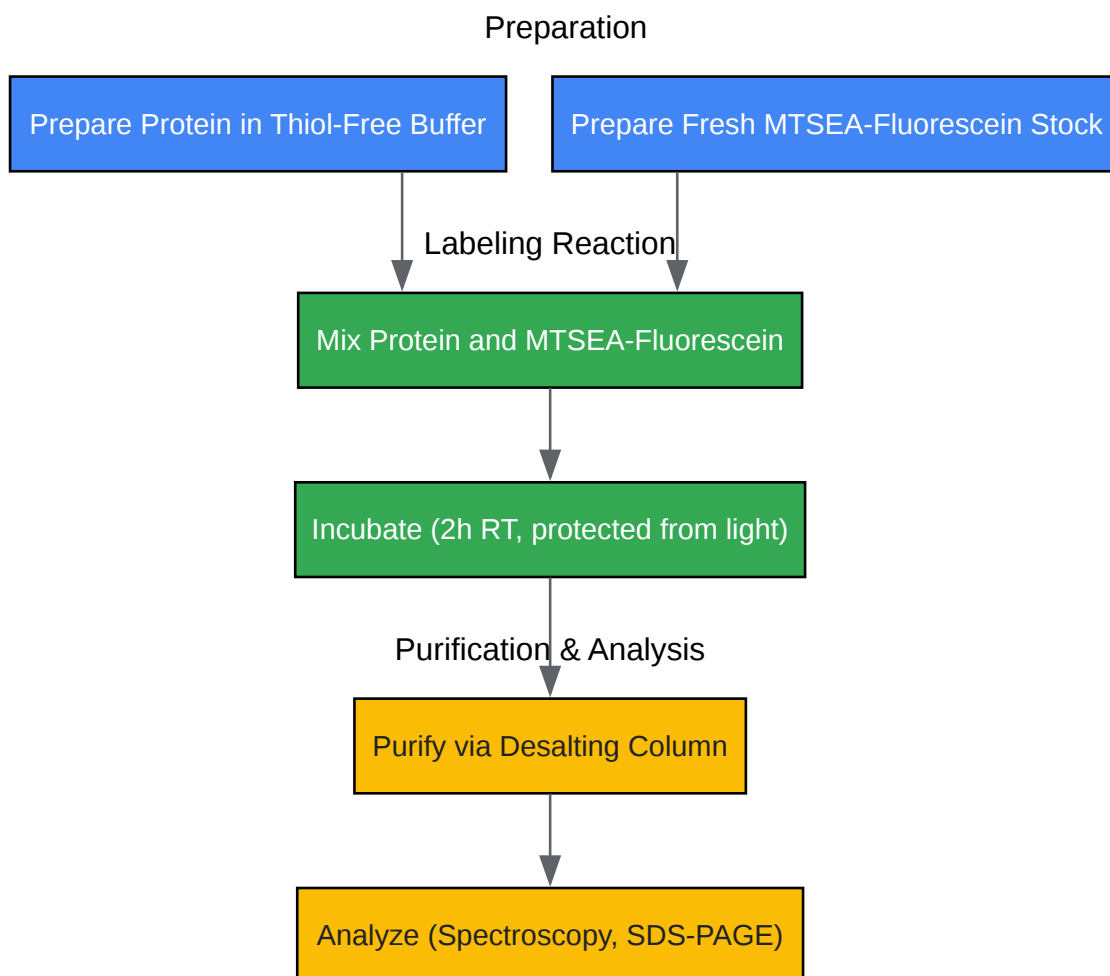 Preparation
Prepare Protein in Thiol-Free Buffer
Prepare Fresh MTSEA-Fluorescein Stock
Labeling Reaction
Mix Protein and MTSEA-Fluorescein
Incubate (2h RT, protected from light)
Purification & Analysis
Purify via Desalting Column
Analyze (Spectroscopy, SDS-PAGE)